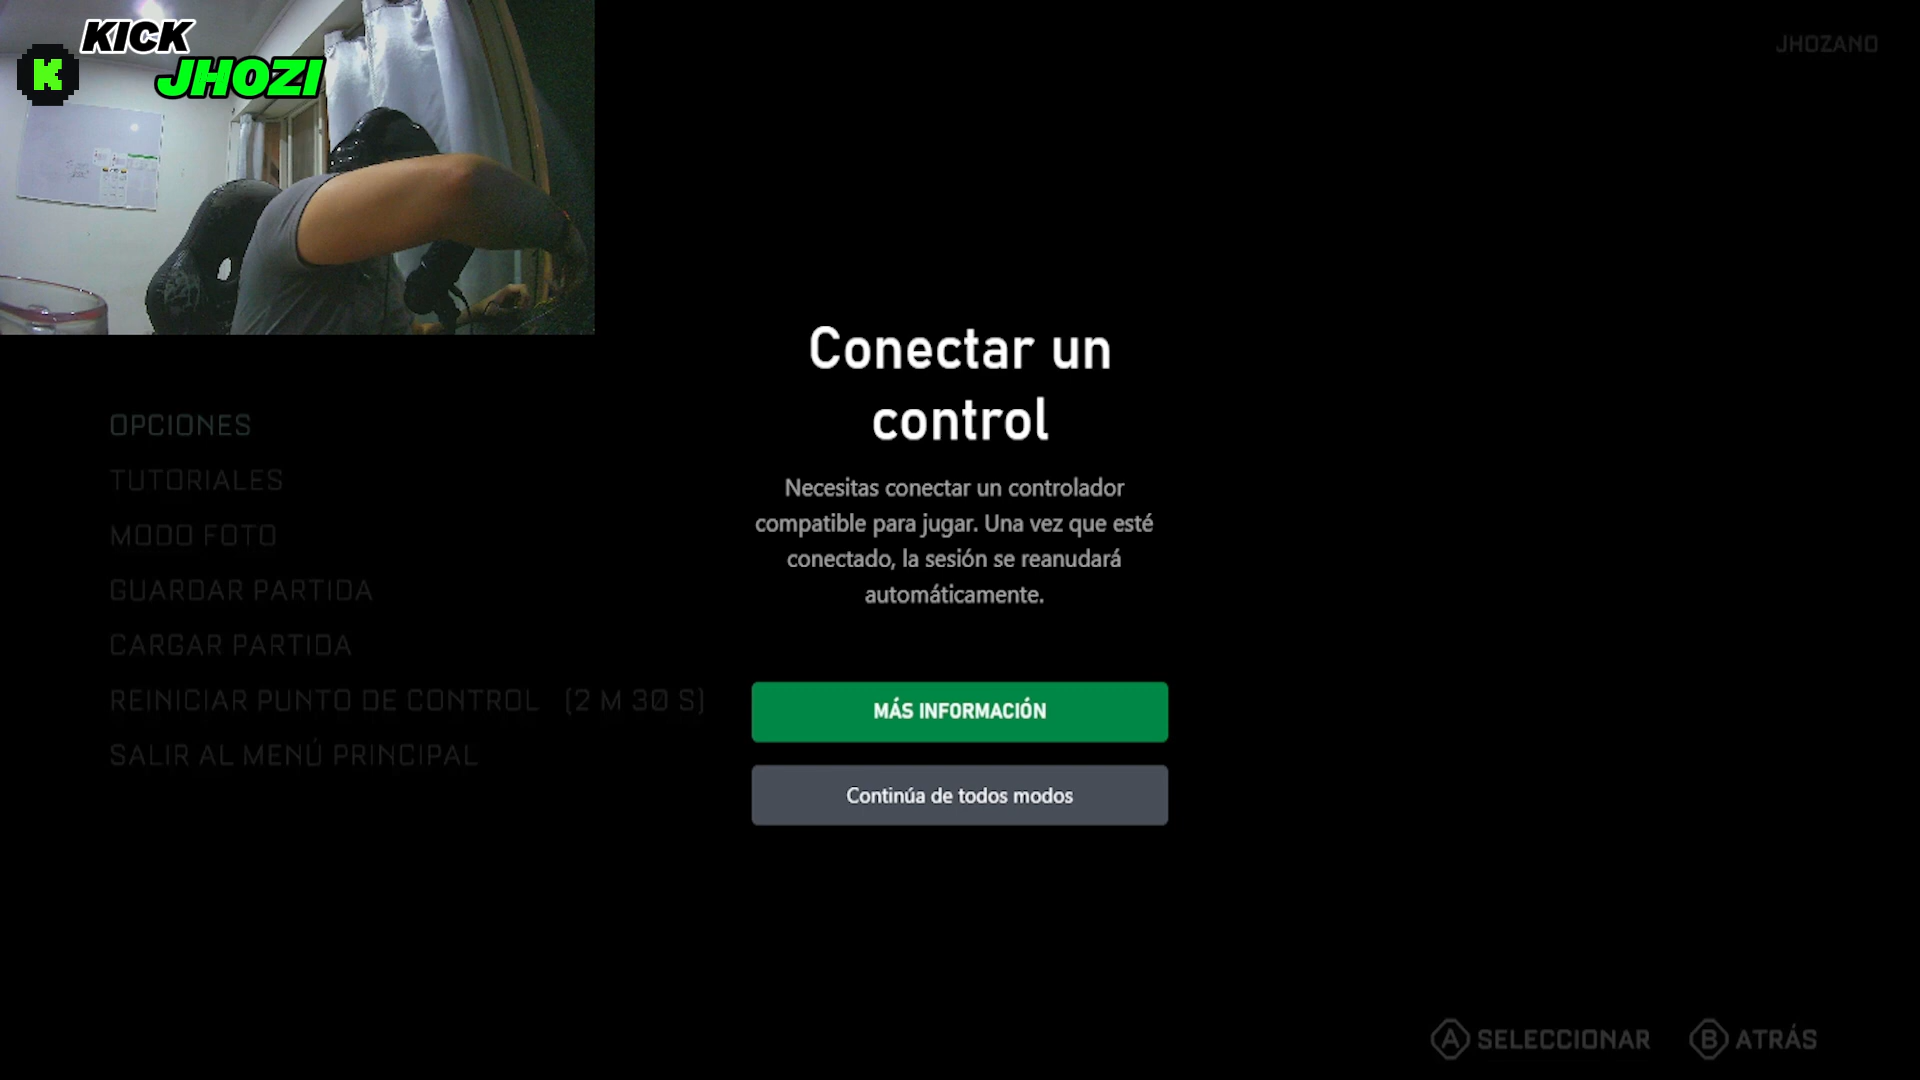 KICK
K
JHOZI
JHOZANO
Conectar un
control
Necesitas conectar un controlador
compatible para jugar. Una vez que esté
conectado, la sesión se reanudará
automáticamente.
OPCIONES
TUTORIALES
MODO FOTO
GUARDAR PARTIDA
CARGAR PARTIDA
REINICIAR PUNTO DE CONTROL (2 M 30 S)
SALIR AL MENÚ PRINCIPAL
MÁS INFORMACIÓN
Continúa de todos modos
A SELECCIONAR
B ATRÁS